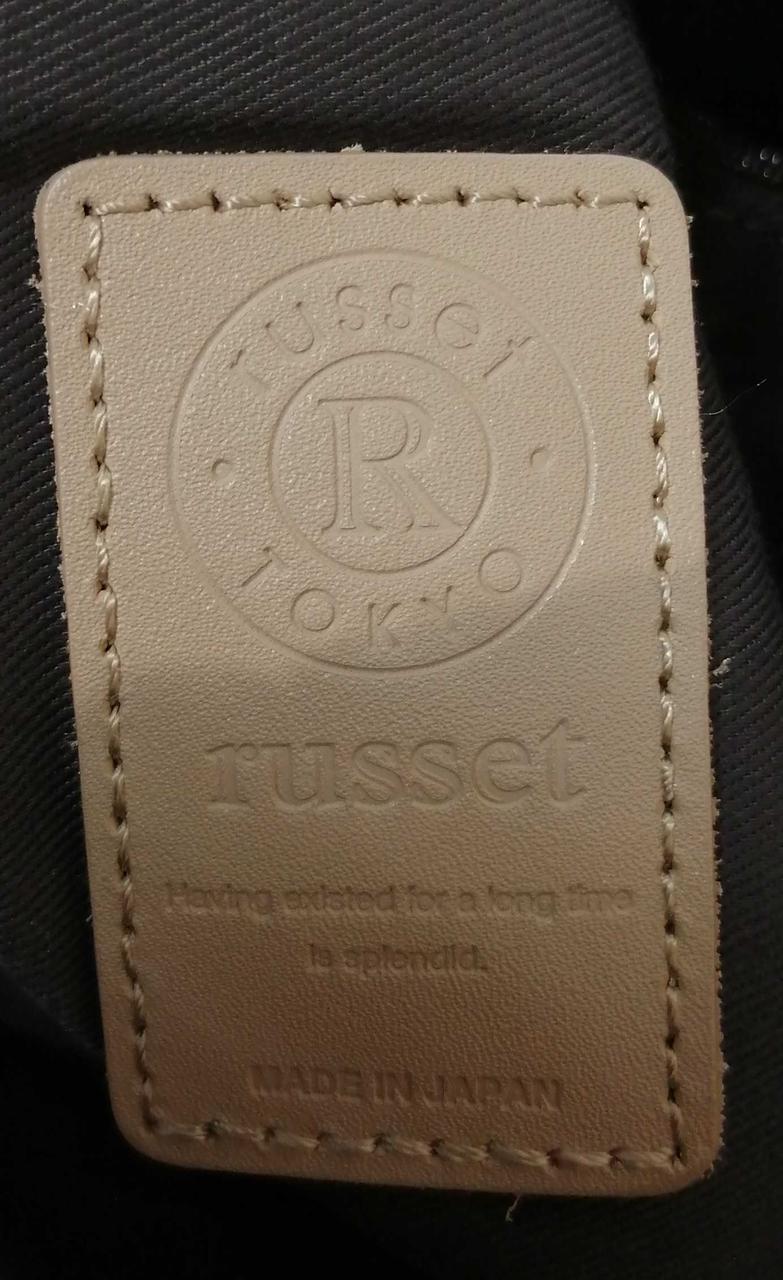 russet
R
TOKYO
russet
Having existed for a long time
is splendid.
MADE IN JAPAN